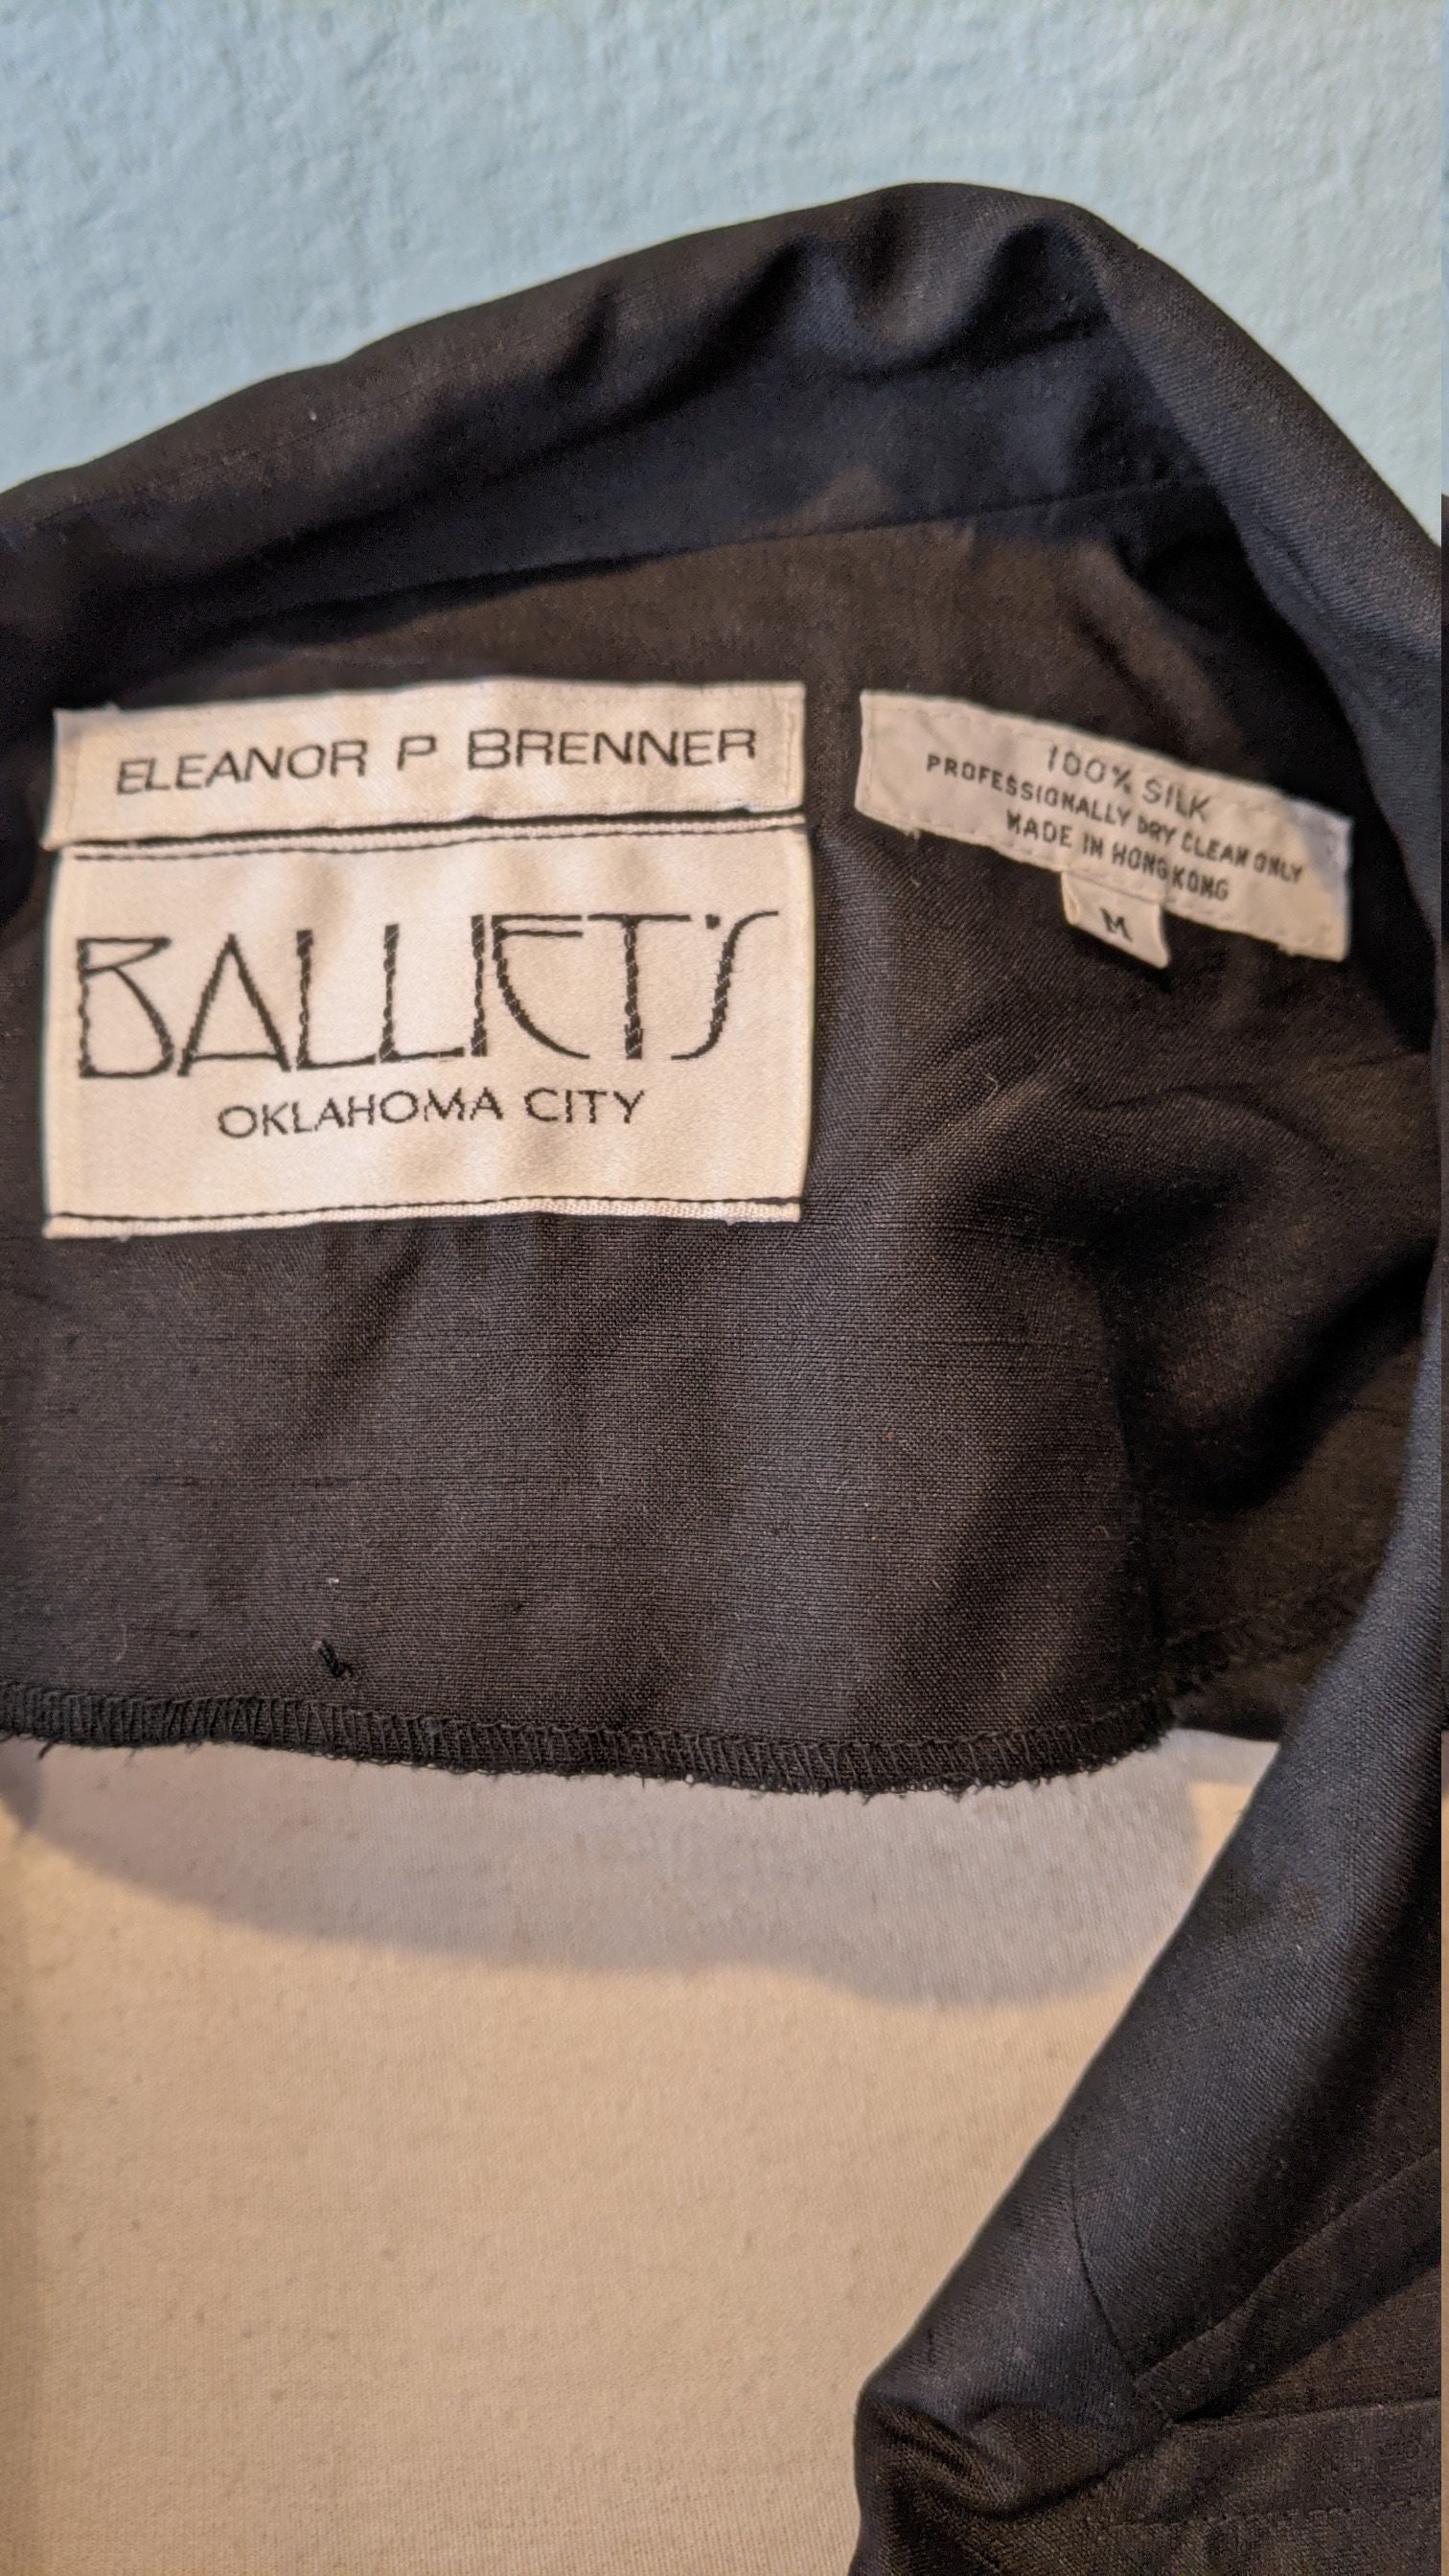 ELEANOR P BRENNER
BALLIET'S
OKLAHOMA CITY
100% SILK
PROFESSIONALLY DRY CLEAN ONLY
MADE IN HONG KONG
M